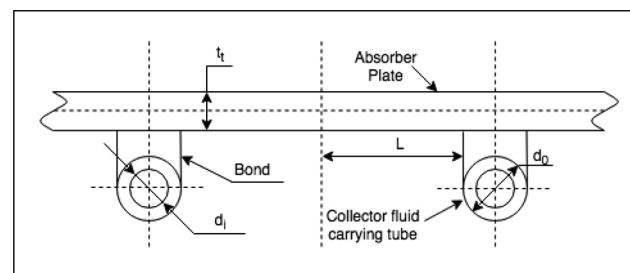 t_t
Absorber
Plate
L
Bond
d_0
d_i
Collector fluid
carrying tube